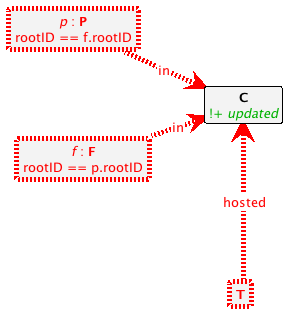 p : P
rootID == f.rootID
in
C
!+ updated
in
f : F
rootID == p.rootID
hosted
T